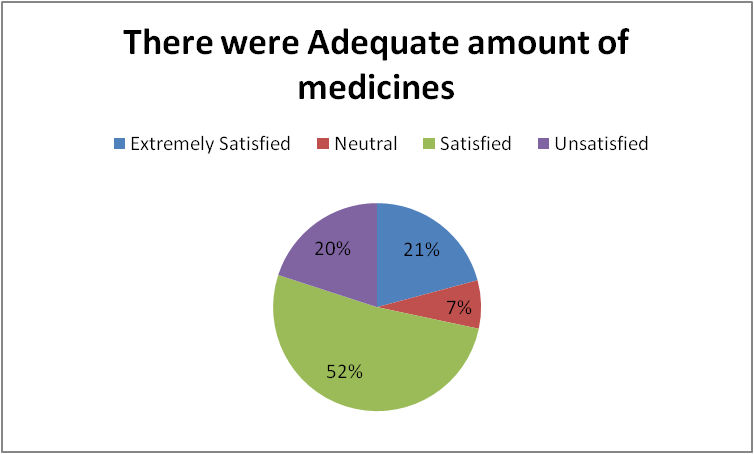 There were Adequate amount of
medicines
Extremely Satisfied Neutral Satisfied Unsatisfied
20% 21%
7%
52%